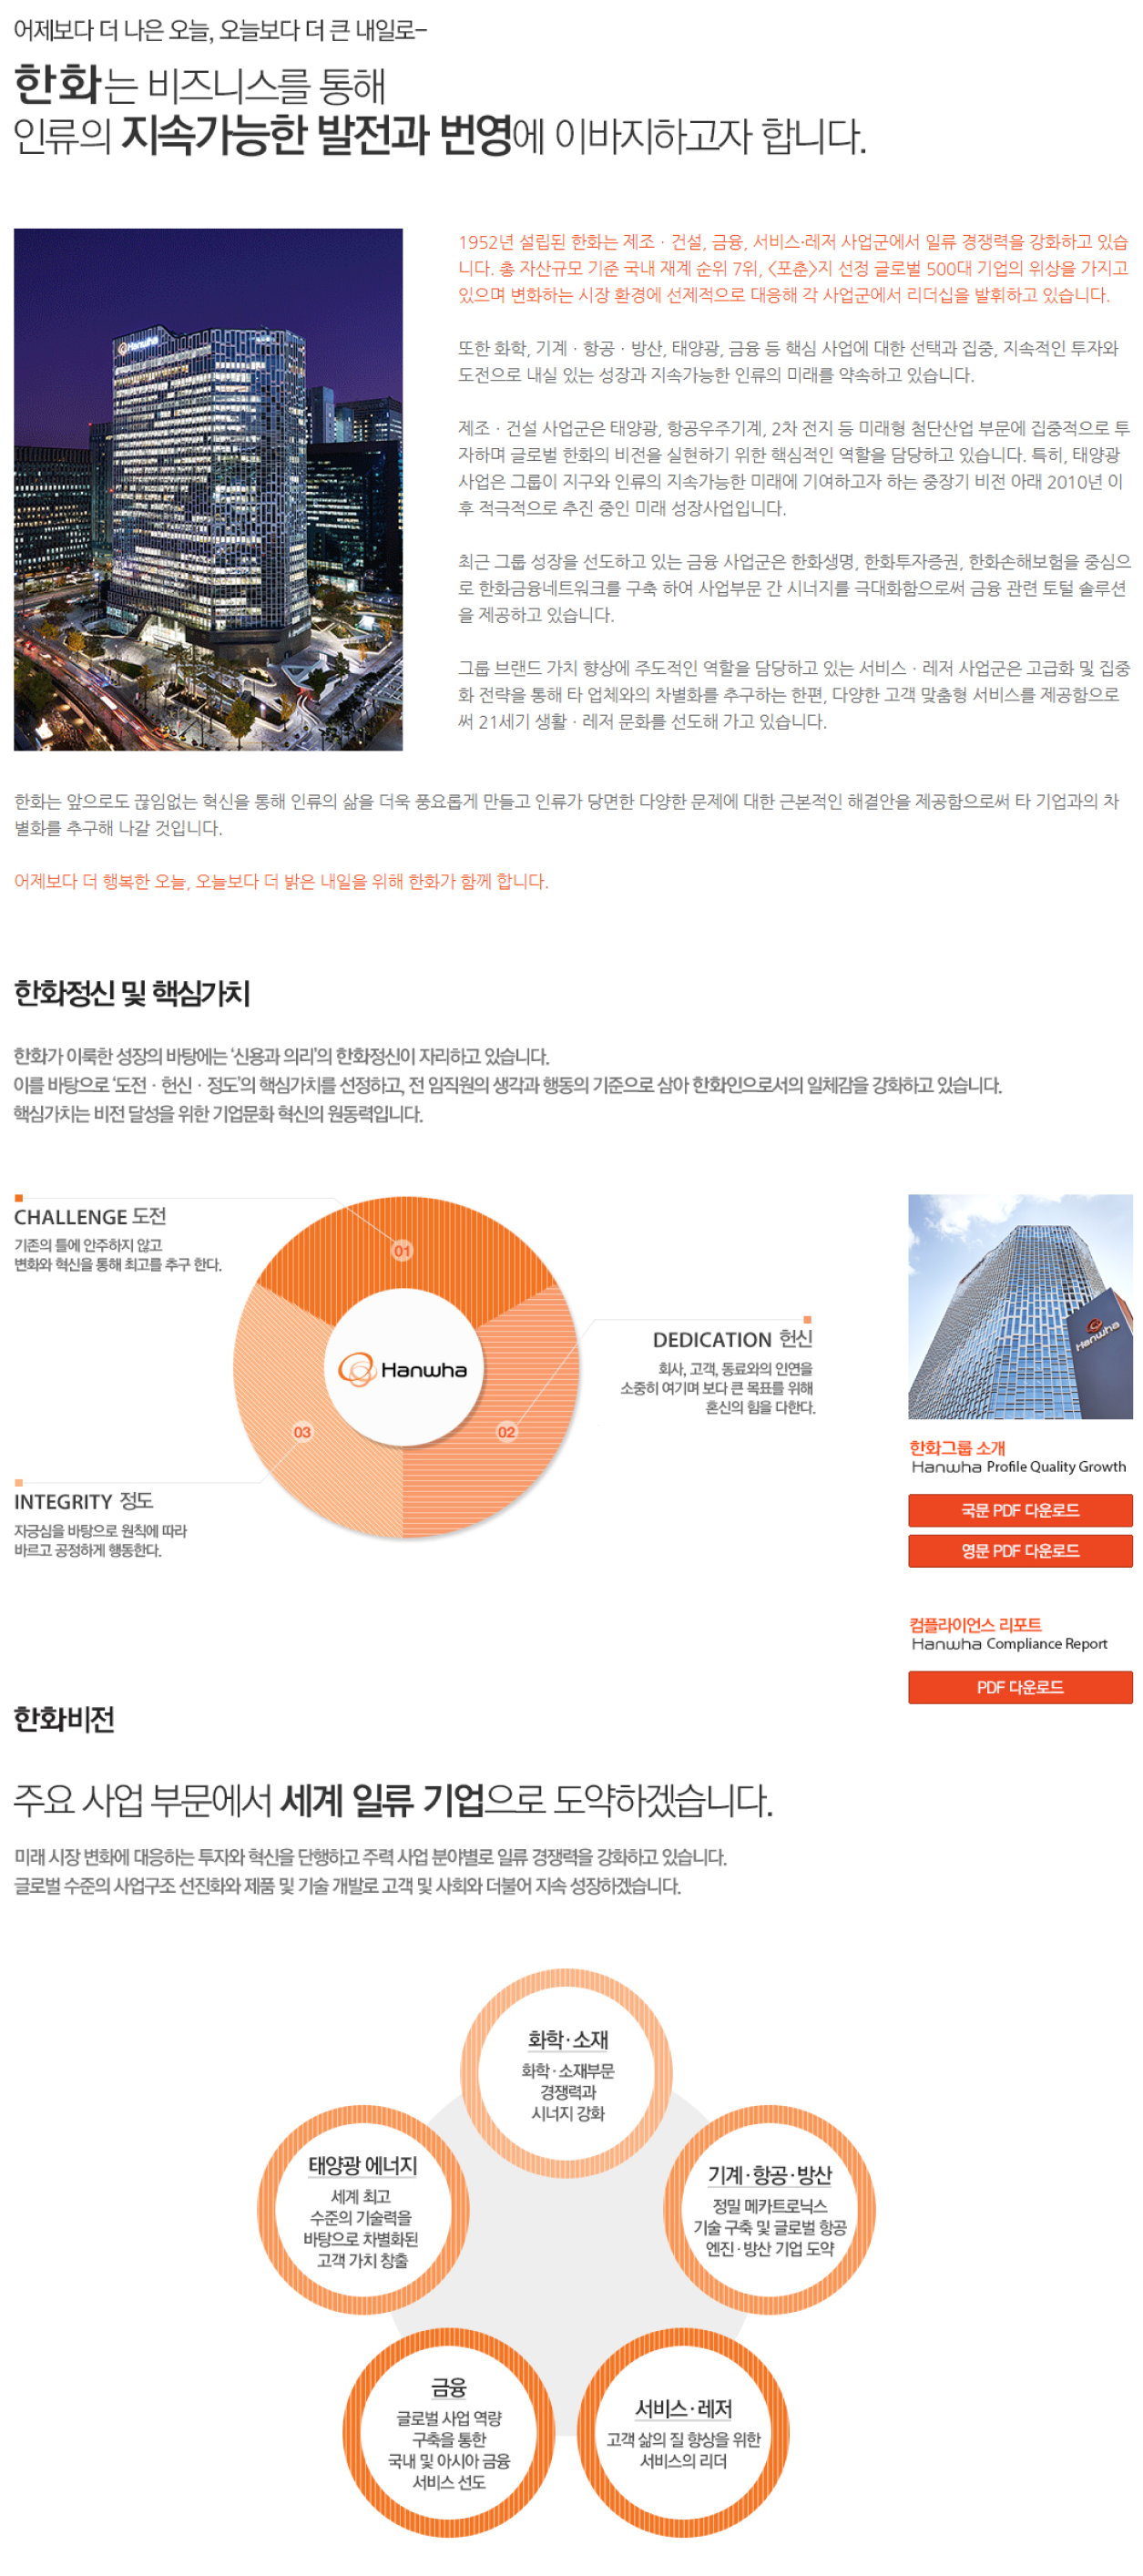 어제보다 더 나은 오늘, 오늘보다 더 큰 내일로-
한화는 비즈니스를 통해
인류의 지속가능한 발전과 번영에 이바지하고자 합니다.
Hanwha
1952년 설립된 한화는 제조 · 건설, 금융, 서비스·레저 사업군에서 일류 경쟁력을 강화하고 있습
니다. 총 자산규모 기준 국내 재계 순위 7위, <포춘>지 선정 글로벌 500대 기업의 위상을 가지고
있으며 변화하는 시장 환경에 선제적으로 대응해 각 사업군에서 리더십을 발휘하고 있습니다.
또한 화학, 기계 · 항공 · 방산, 태양광, 금융 등 핵심 사업에 대한 선택과 집중, 지속적인 투자와
도전으로 내실 있는 성장과 지속가능한 인류의 미래를 약속하고 있습니다.
제조 · 건설 사업군은 태양광, 항공우주기계, 2차 전지 등 미래형 첨단산업 부문에 집중적으로 투
자하며 글로벌 한화의 비전을 실현하기 위한 핵심적인 역할을 담당하고 있습니다. 특히, 태양광
사업은 그룹이 지구와 인류의 지속가능한 미래에 기여하고자 하는 중장기 비전 아래 2010년 이
후 적극적으로 추진 중인 미래 성장사업입니다.
최근 그룹 성장을 선도하고 있는 금융 사업군은 한화생명, 한화투자증권, 한화손해보험을 중심으
로 한화금융네트워크를 구축 하여 사업부문 간 시너지를 극대화함으로써 금융 관련 토털 솔루션
을 제공하고 있습니다.
그룹 브랜드 가치 향상에 주도적인 역할을 담당하고 있는 서비스 · 레저 사업군은 고급화 및 집중
화 전략을 통해 타 업체와의 차별화를 추구하는 한편, 다양한 고객 맞춤형 서비스를 제공함으로
써 21세기 생활 · 레저 문화를 선도해 가고 있습니다.
한화는 앞으로도 끊임없는 혁신을 통해 인류의 삶을 더욱 풍요롭게 만들고 인류가 당면한 다양한 문제에 대한 근본적인 해결안을 제공함으로써 타 기업과의 차
별화를 추구해 나갈 것입니다.
어제보다 더 행복한 오늘, 오늘보다 더 밝은 내일을 위해 한화가 함께 합니다.
한화정신 및 핵심가치
한화가 이룩한 성장의 바탕에는 '신용과 의리'의 한화정신이 자리하고 있습니다.
이를 바탕으로 '도전 · 헌신 · 정도'의 핵심가치를 선정하고, 전 임직원의 생각과 행동의 기준으로 삼아 한화인으로서의 일체감을 강화하고 있습니다.
핵심가치는 비전 달성을 위한 기업문화 혁신의 원동력입니다.
CHALLENGE 도전
기존의 틀에 안주하지 않고
변화와 혁신을 통해 최고를 추구 한다.
01
DEDICATION 헌신
회사, 고객, 동료와의 인연을
소중히 여기며 보다 큰 목표를 위해
혼신의 힘을 다한다.
Hanwha
03
02
INTEGRITY 정도
자긍심을 바탕으로 원칙에 따라
바르고 공정하게 행동한다.
Hanwha
한화그룹 소개
Hanwha Profile Quality Growth
국문 PDF 다운로드
영문 PDF 다운로드
컴플라이언스 리포트
Hanwha Compliance Report
PDF 다운로드
한화비전
주요 사업 부문에서 세계 일류 기업으로 도약하겠습니다.
미래 시장 변화에 대응하는 투자와 혁신을 단행하고 주력 사업 분야별로 일류 경쟁력을 강화하고 있습니다.
글로벌 수준의 사업구조 선진화와 제품 및 기술 개발로 고객 및 사회와 더불어 지속 성장하겠습니다.
화학·소재
화학·소재부문
경쟁력과
시너지 강화
태양광 에너지
세계 최고
수준의 기술력을
바탕으로 차별화된
고객 가치 창출
기계·항공·방산
정밀 메카트로닉스
기술 구축 및 글로벌 항공
엔진·방산 기업 도약
금융
글로벌 사업 역량
구축을 통한
국내 및 아시아 금융
서비스 선도
서비스·레저
고객 삶의 질 향상을 위한
서비스의 리더